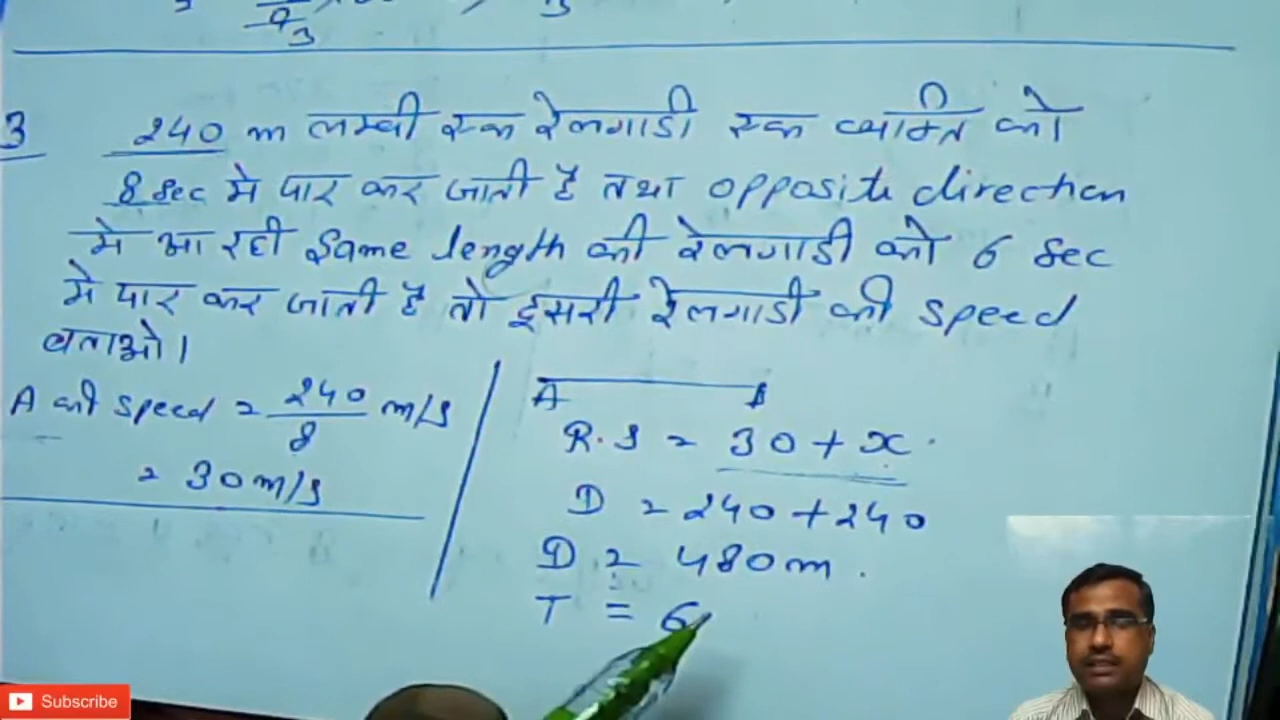 3 240 m लम्बी एक रेलगाडी एक व्यक्ति को
8 sec मे पार कर जाती है तथा opposite direction
मे आ रही same length की रेलगाडी को 6 sec
मे पार कर जाती है तो दूसरी रेलगाडी की speed
बताओ।
A की speed = 240/8 m/s
= 30 m/s
A B
R.S = 30 + x
D = 240 + 240
D = 480 m.
T = 6
Subscribe